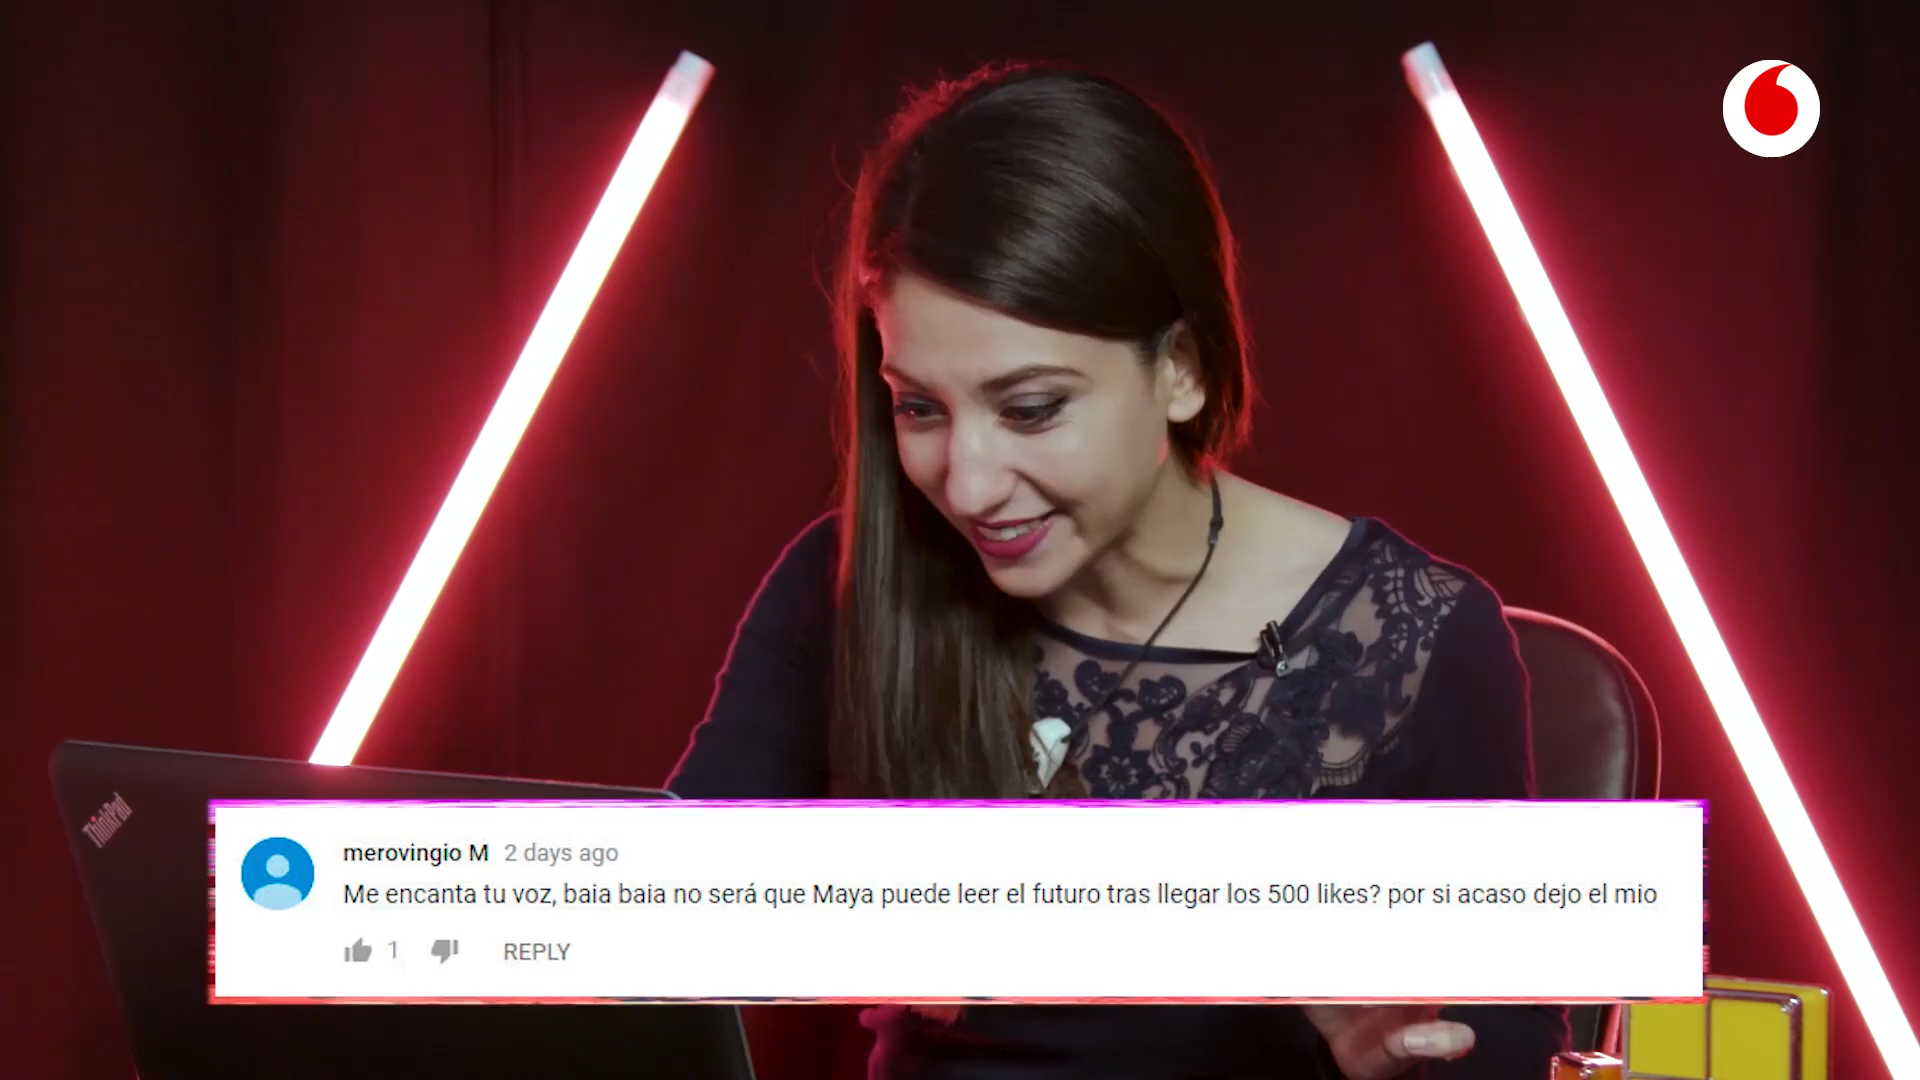 ThinkPad
merovingio M 2 days ago
Me encanta tu voz, baia baia no será que Maya puede leer el futuro tras llegar los 500 likes? por si acaso dejo el mio
1 REPLY